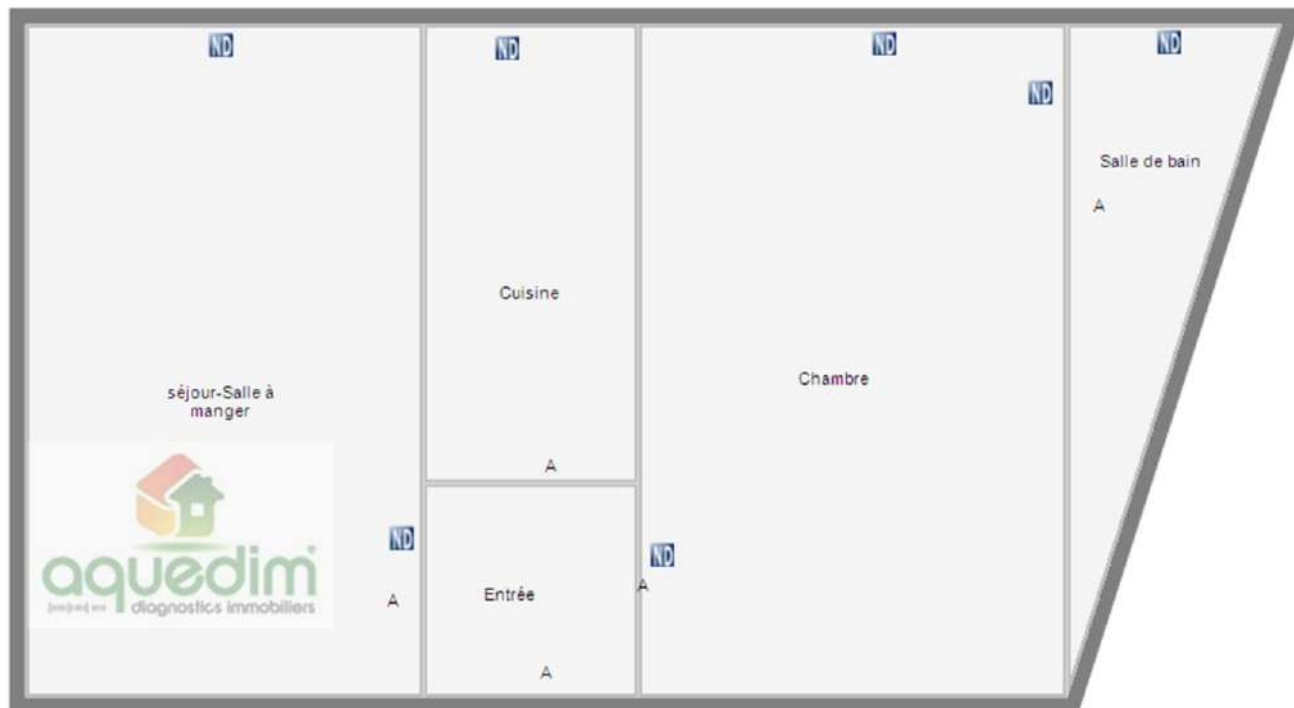 ND
ND
ND
ND
ND
Salle de bain
A
Cuisine
Chambre
séjour-Salle à
manger
A
ND
ND
A
Entrée
A
A
aquedim
diagnostics immobiliers